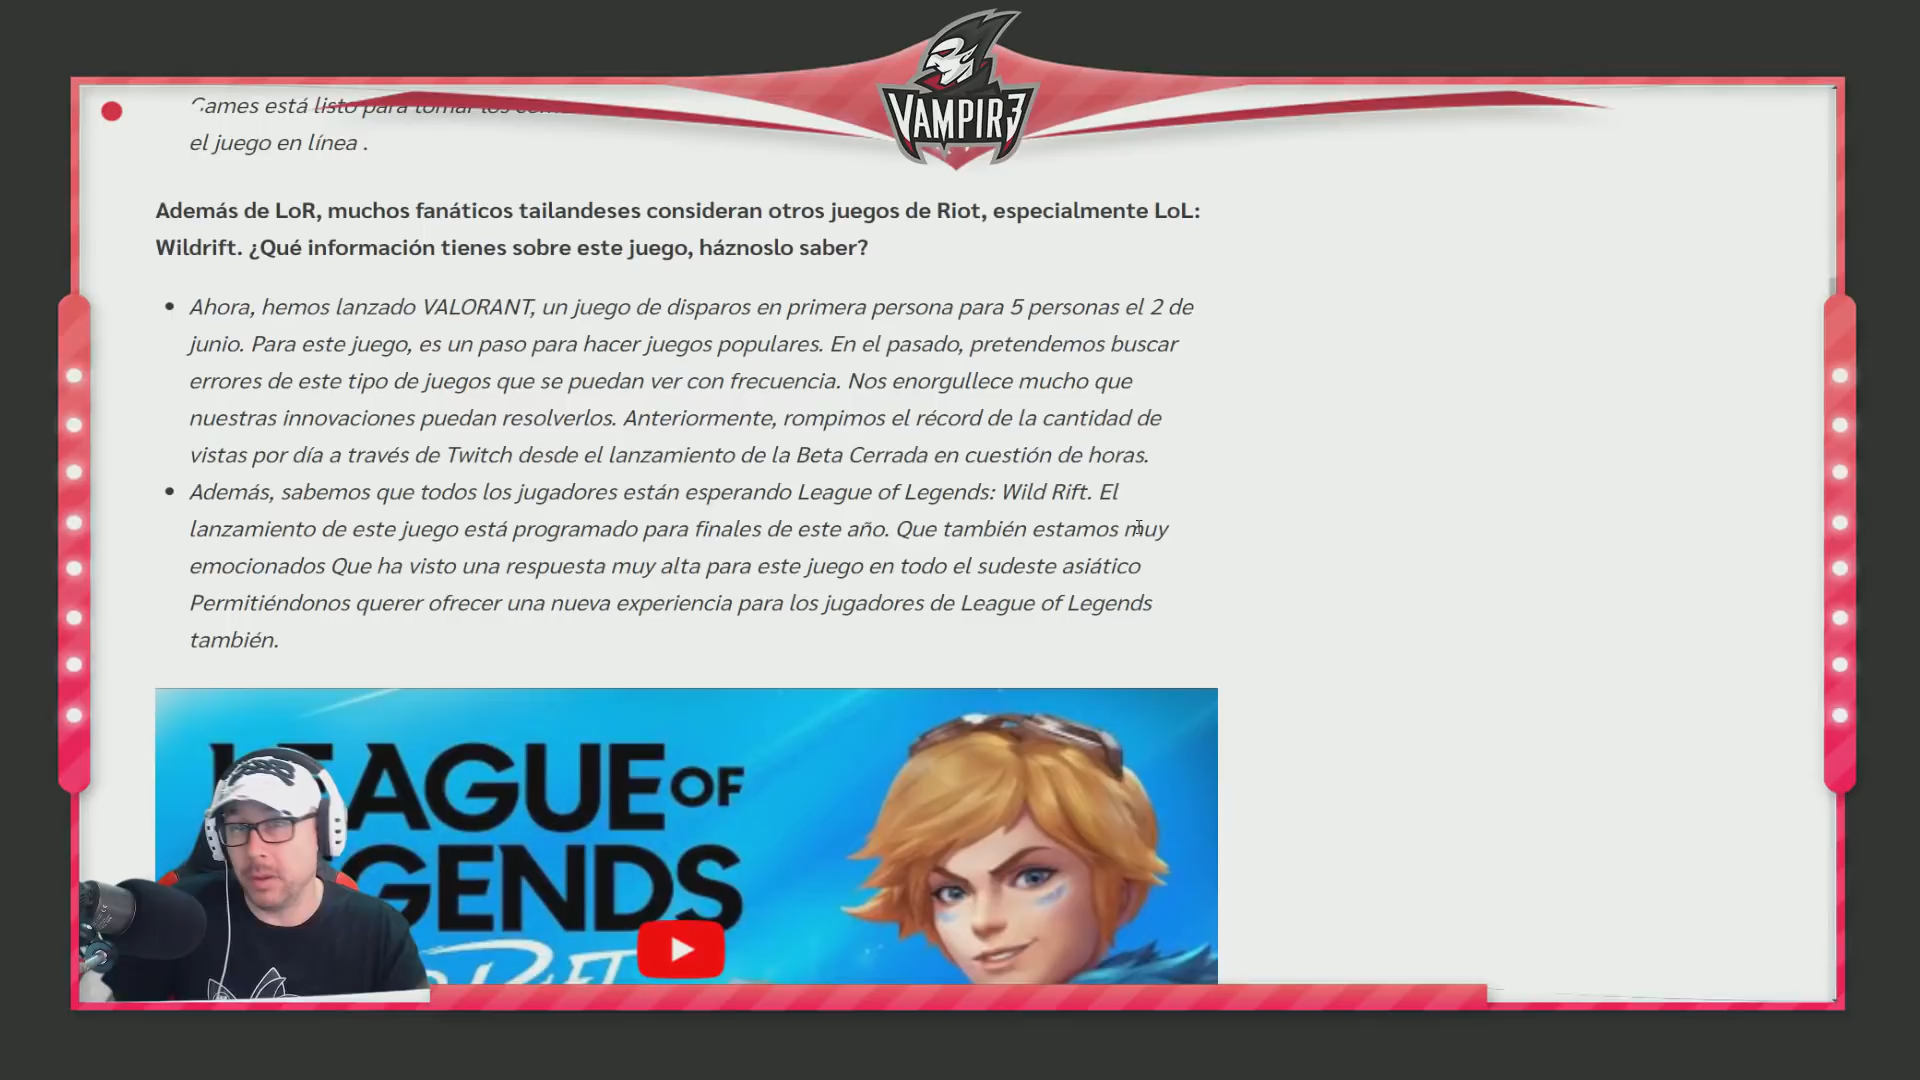 Games está listo para tomar los
el juego en línea .
VAMPIR3
Además de LoR, muchos fanáticos tailandeses consideran otros juegos de Riot, especialmente LoL:
Wildrift. ¿Qué información tienes sobre este juego, háznoslo saber?
• Ahora, hemos lanzado VALORANT, un juego de disparos en primera persona para 5 personas el 2 de
junio. Para este juego, es un paso para hacer juegos populares. En el pasado, pretendemos buscar
errores de este tipo de juegos que se puedan ver con frecuencia. Nos enorgullece mucho que
nuestras innovaciones puedan resolverlos. Anteriormente, rompimos el récord de la cantidad de
vistas por día a través de Twitch desde el lanzamiento de la Beta Cerrada en cuestión de horas.
• Además, sabemos que todos los jugadores están esperando League of Legends: Wild Rift. El
lanzamiento de este juego está programado para finales de este año. Que también estamos muy
emocionados Que ha visto una respuesta muy alta para este juego en todo el sudeste asiático
Permitiéndonos querer ofrecer una nueva experiencia para los jugadores de League of Legends
también.
LEAGUE OF
GENDS